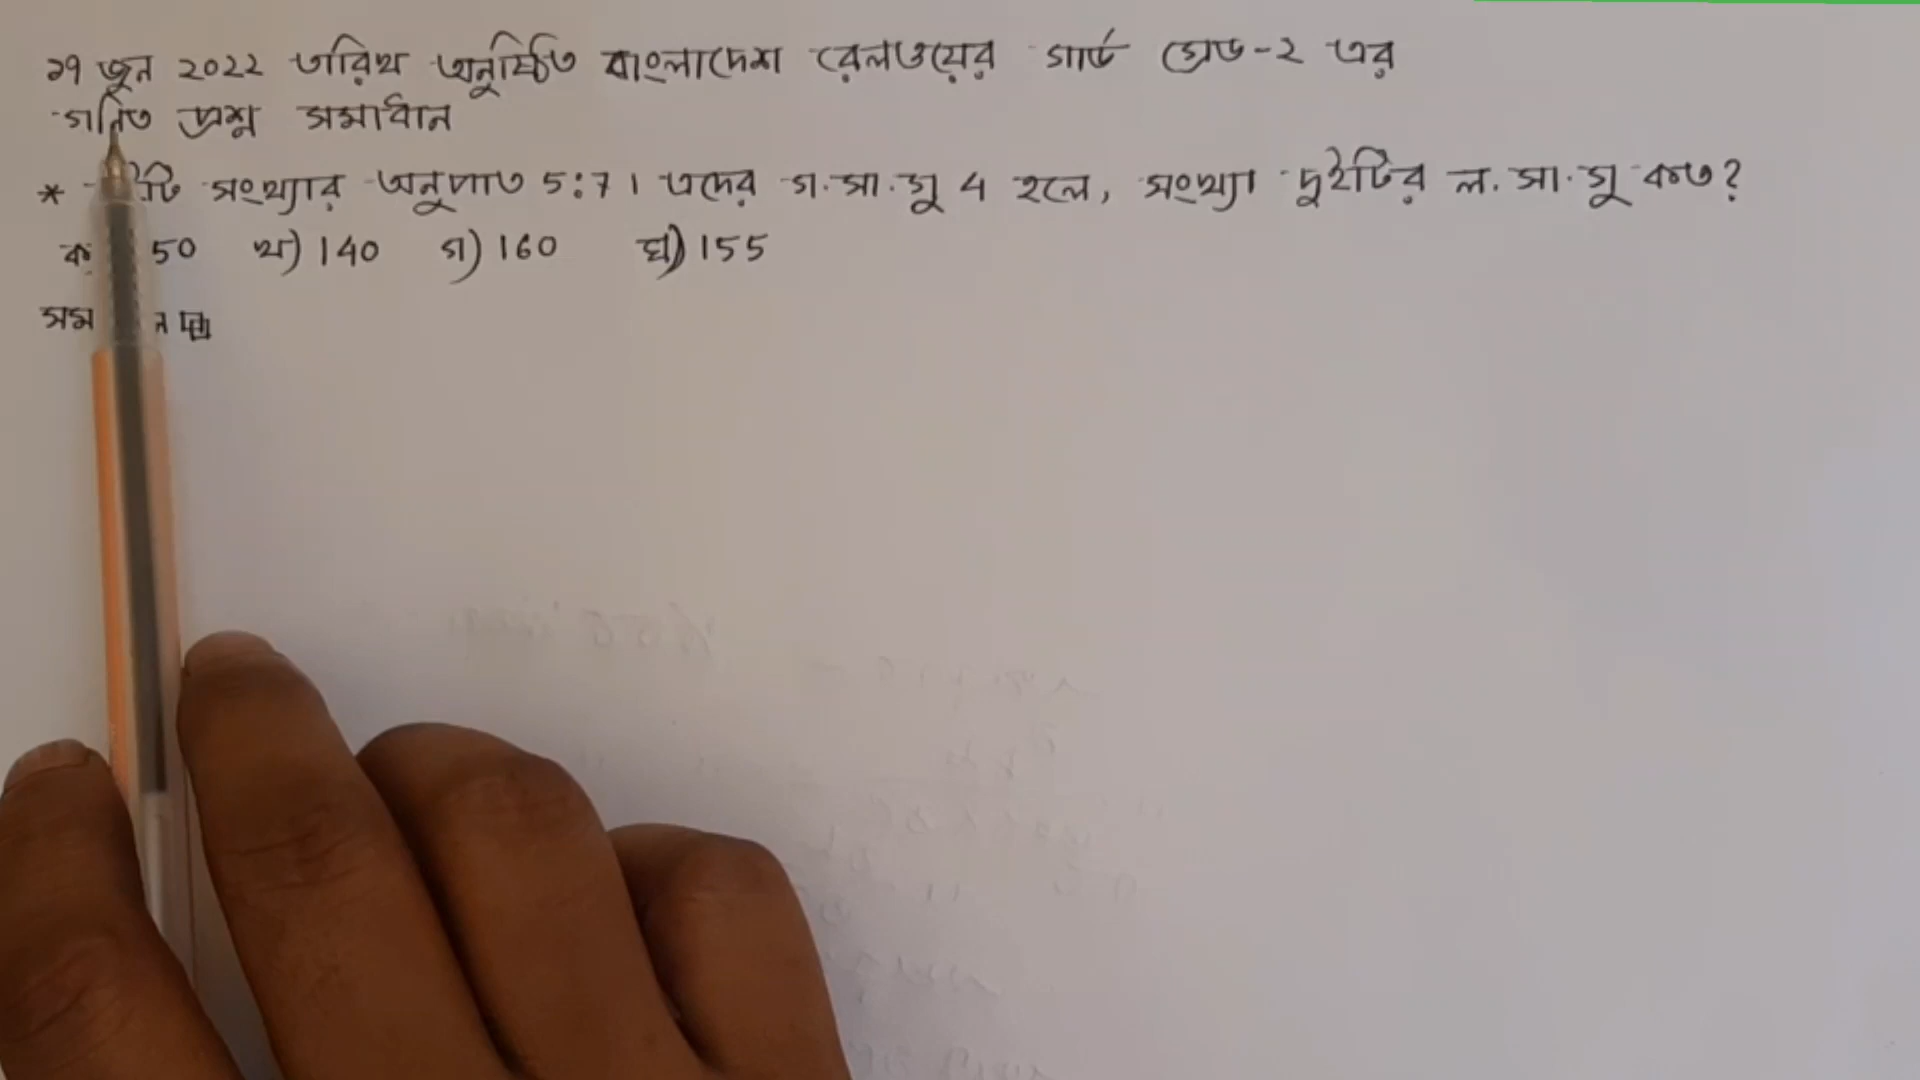 ১৭ জুন ২০২২ তারিখ অনুষ্ঠিত বাংলাদেশ রেলওয়ের গার্ড গ্রেড-২ এর
গনিত প্রশ্ন সমাধান
* টি সংখ্যার অনুপাত 5:7। এদের গ.সা.গু 4 হলে, সংখ্যা দুইটির ল.সা.গু কত?
ক 50 খ) 140 গ) 160 ঘ) 155